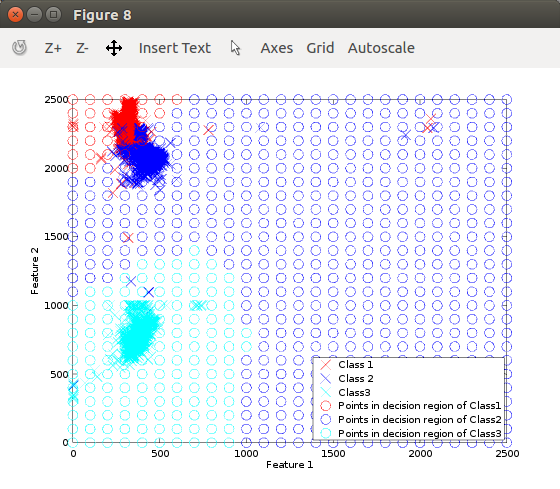 Figure 8
Z+ Z- Insert Text Axes Grid Autoscale
2500
2000
1500
1000
500
0
Feature 2
0 500 1000 1500 2000 2500
Feature 1
Class 1
Class 2
Class3
Points in decision region of Class1
Points in decision region of Class2
Points in decision region of Class3